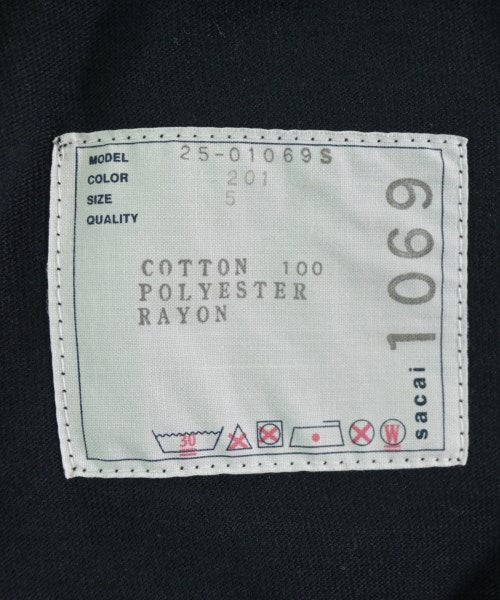 MODEL 25-01069S
COLOR 201
SIZE 5
QUALITY
COTTON 100
POLYESTER
RAYON
30
W
sacai 1069